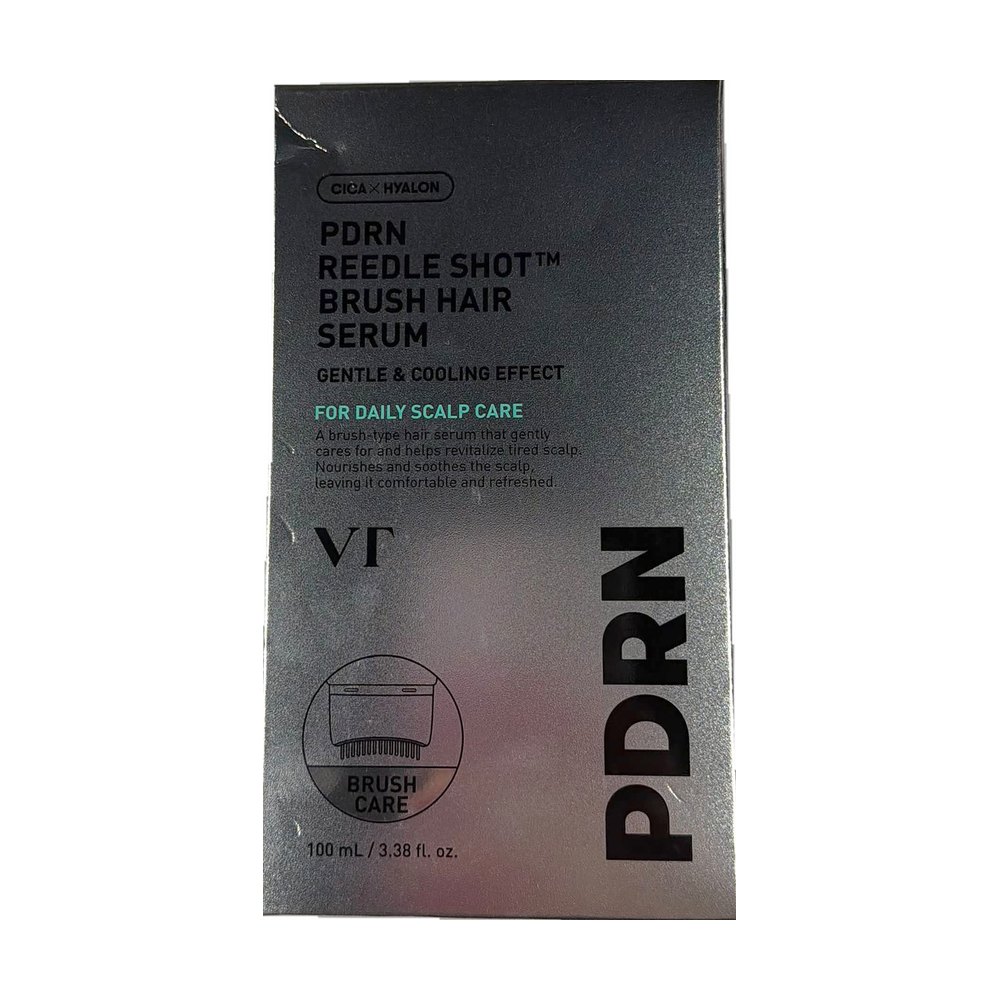 CICA × HYALON
PDRN
REEDLE SHOT™
BRUSH HAIR
SERUM
GENTLE & COOLING EFFECT
FOR DAILY SCALP CARE
A brush-type hair serum that gently
cares for and helps revitalize tired scalp.
Nourishes and soothes the scalp,
leaving it comfortable and refreshed.
VT
PDRN
BRUSH
CARE
100 mL / 3.38 fl. oz.